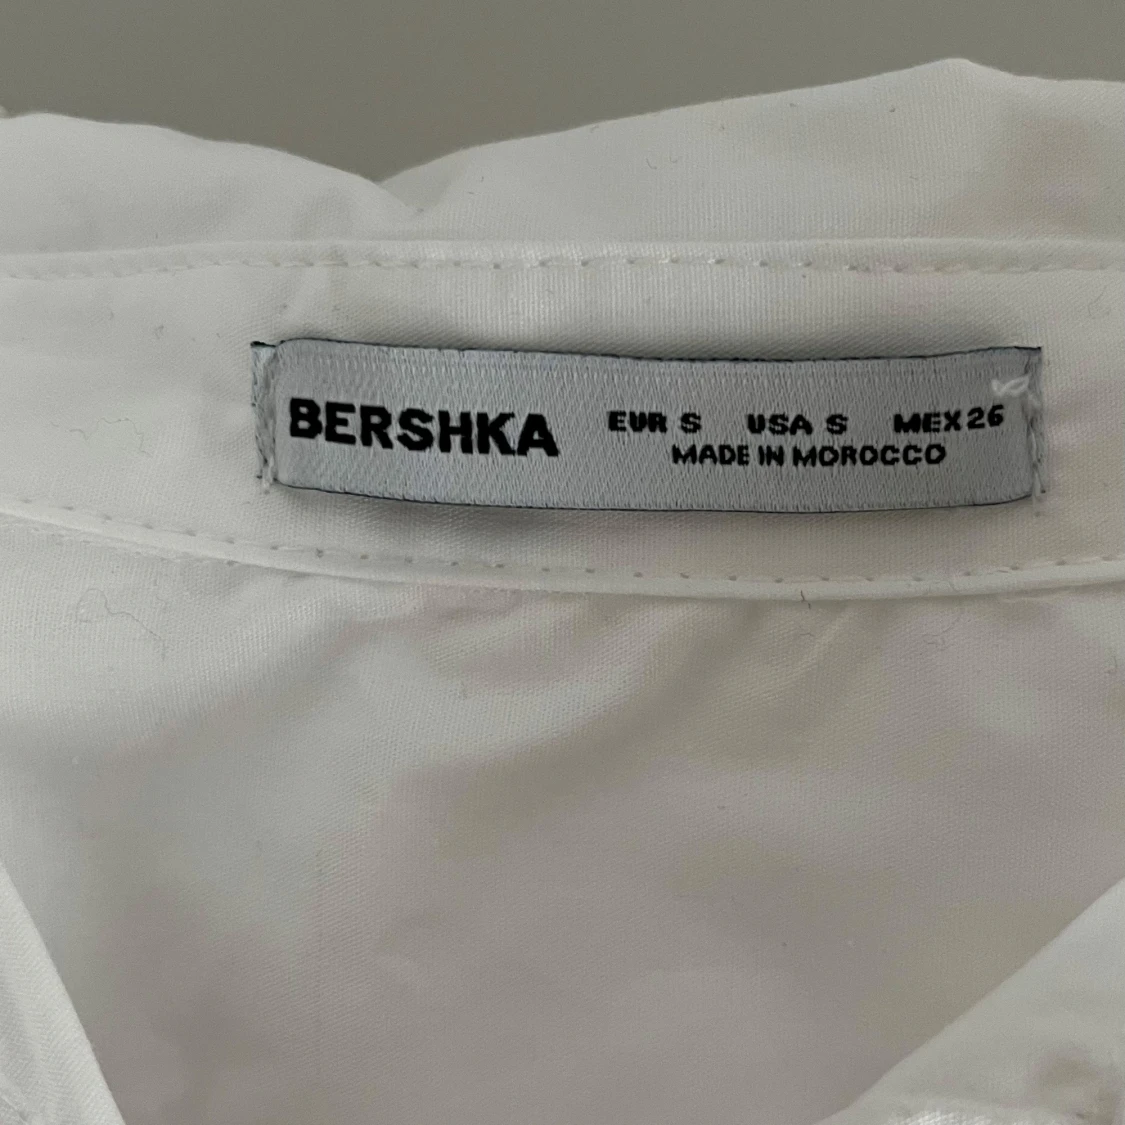 BERSHKA
EUR S USA S MEX 26
MADE IN MOROCCO